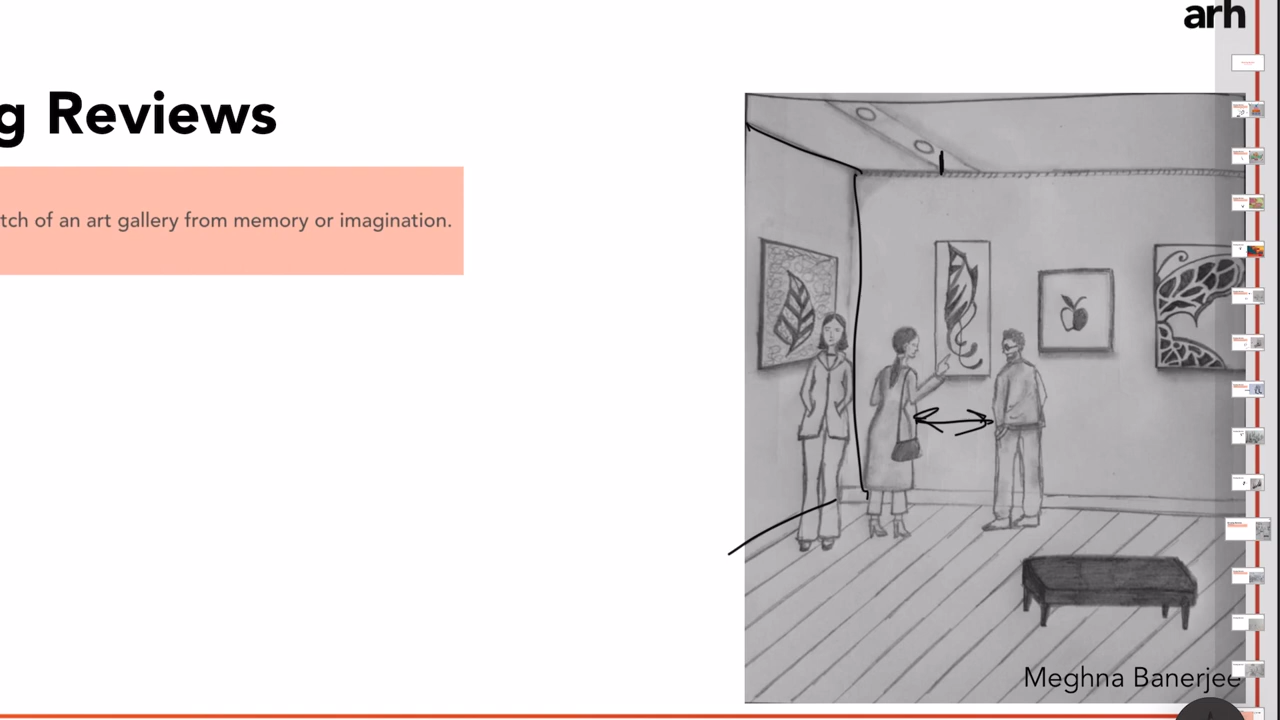 arh
g Reviews
tch of an art gallery from memory or imagination.
Meghna Banerjee